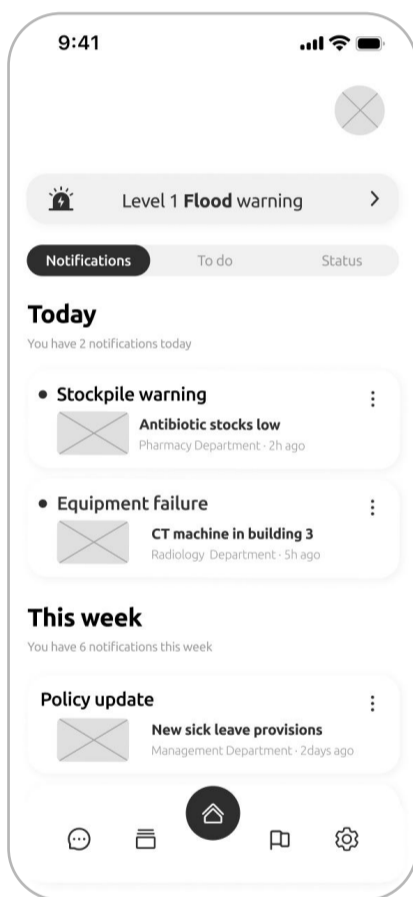 9:41
Level 1 Flood warning
Notifications
To do
Status
Today
You have 2 notifications today
Stockpile warning
Antibiotic stocks low
Pharmacy Department · 2h ago
Equipment failure
CT machine in building 3
Radiology Department · 5h ago
This week
You have 6 notifications this week
Policy update
New sick leave provisions
Management Department · 2days ago